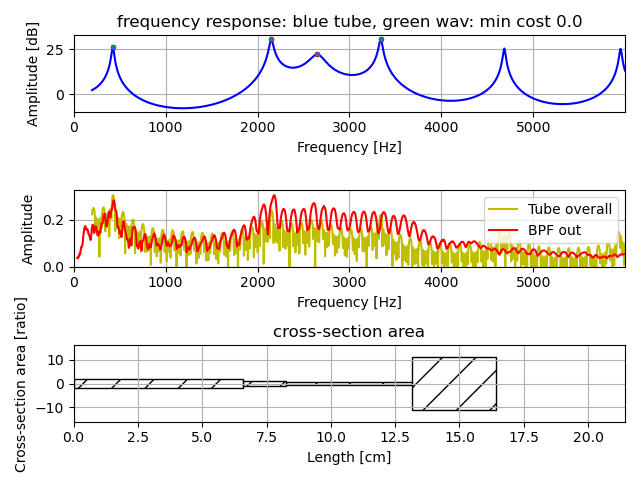 frequency response: blue tube, green wav: min cost 0.0
Amplitude [dB]
25
0
0 1000 2000 3000 4000 5000
Frequency [Hz]
Amplitude
0.2
0.0
Tube overall
BPF out
0 1000 2000 3000 4000 5000
Frequency [Hz]
cross-section area
Cross-section area [ratio]
10
0
−10
0.0 2.5 5.0 7.5 10.0 12.5 15.0 17.5 20.0
Length [cm]